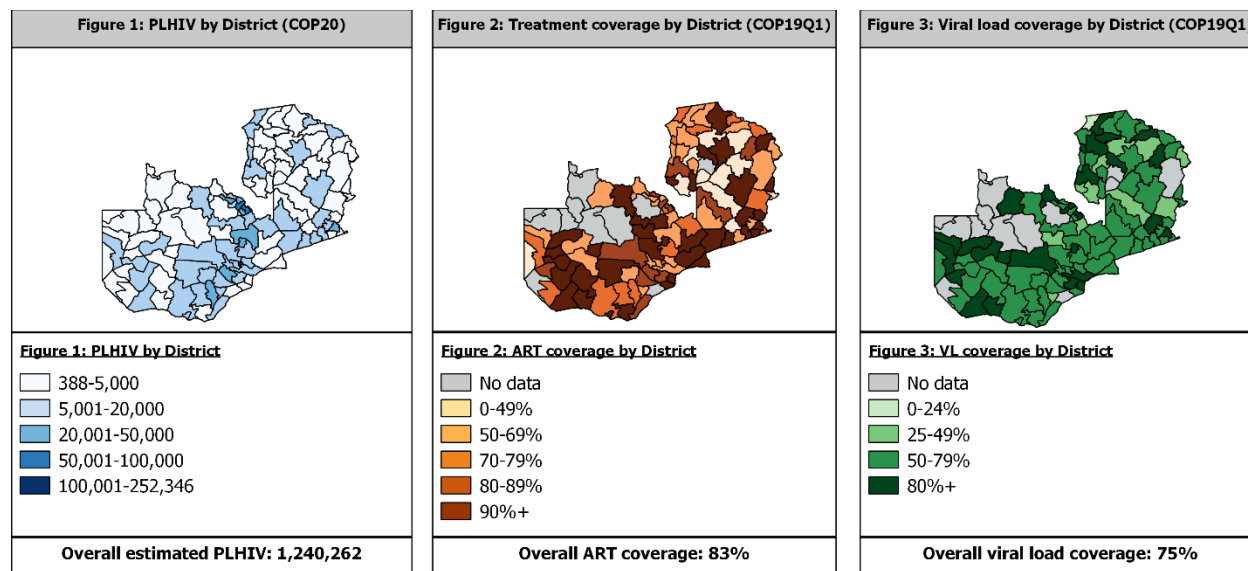 Figure 1: PLHIV by District (COP20)
Figure 2: Treatment coverage by District (COP19Q1)
Figure 3: Viral load coverage by District (COP19Q1)
Figure 1: PLHIV by District
388-5,000
5,001-20,000
20,001-50,000
50,001-100,000
100,001-252,346
Overall estimated PLHIV: 1,240,262
Figure 2: ART coverage by District
No data
0-49%
50-69%
70-79%
80-89%
90%+
Overall ART coverage: 83%
Figure 3: VL coverage by District
No data
0-24%
25-49%
50-79%
80%+
Overall viral load coverage: 75%